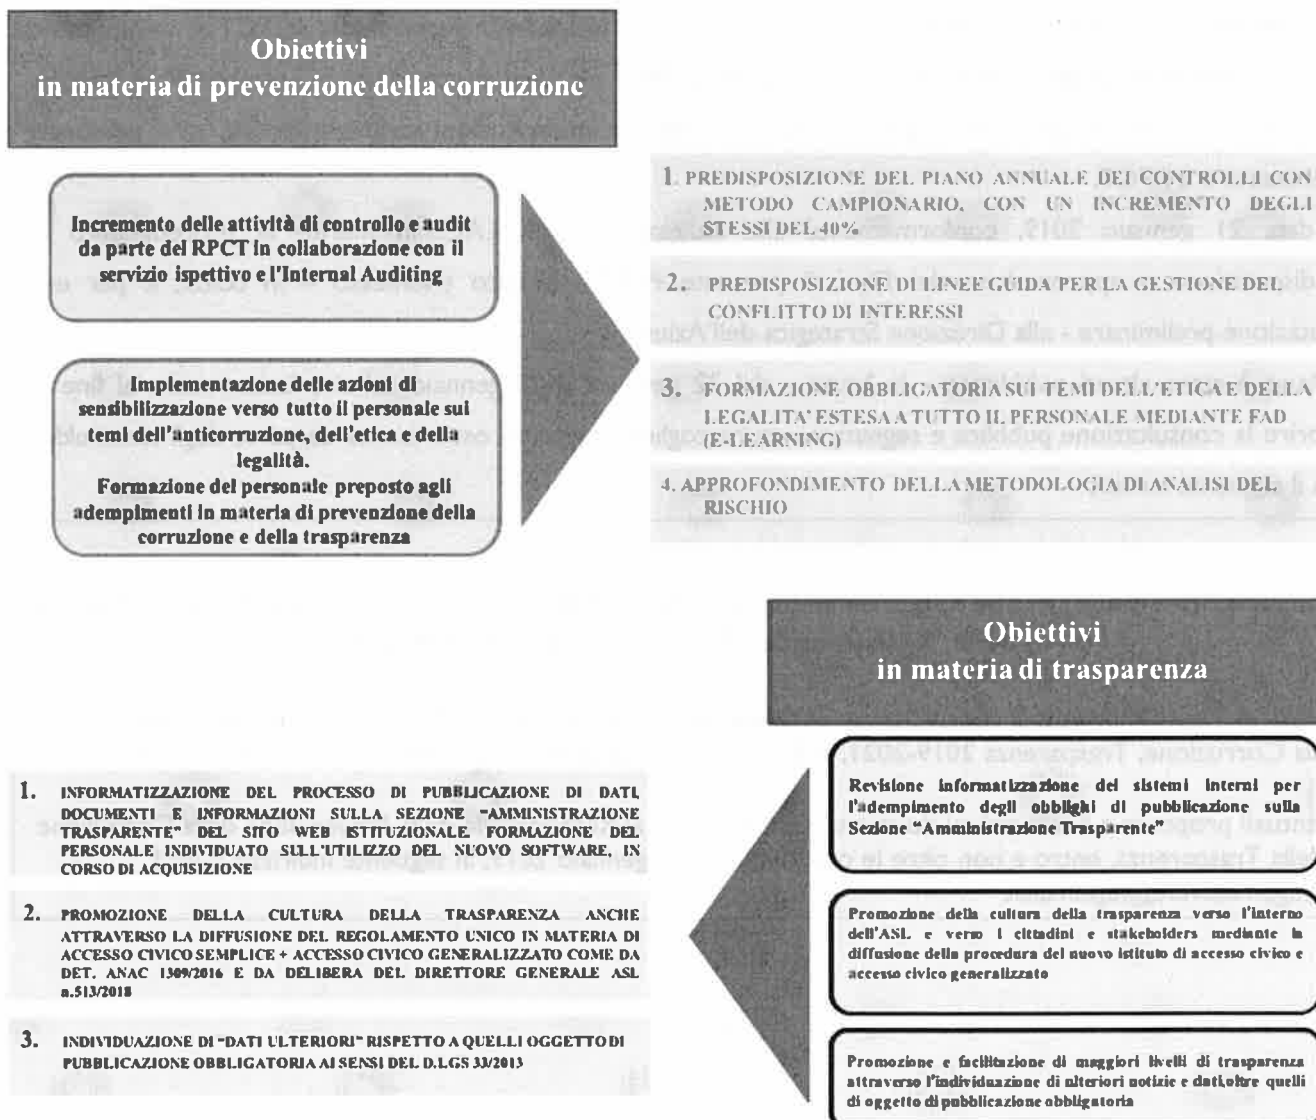 Obiettivi
in materia di prevenzione della corruzione
Incremento delle attività di controllo e audit
da parte del RPCT in collaborazione con il
servizio ispettivo e l'Internal Auditing
Implementazione delle azioni di
sensibilizzazione verso tutto il personale sui
temi dell'anticorruzione, dell'etica e della
legalità.
Formazione del personale preposto agli
adempimenti in materia di prevenzione della
corruzione e della trasparenza
1. PREDISPOSIZIONE DEL PIANO ANNUALE DEI CONTROLLI CON
METODO CAMPIONARIO, CON UN INCREMENTO DEGLI
STESSI DEL 40%
2. PREDISPOSIZIONE DI LINEE GUIDA PER LA GESTIONE DEL
CONFLITTO DI INTERESSI
3. FORMAZIONE OBBLIGATORIA SUI TEMI DELL'ETICA E DELLA
LEGALITA' ESTESA A TUTTO IL PERSONALE MEDIANTE FAD
(E-LEARNING)
4. APPROFONDIMENTO DELLA METODOLOGIA DI ANALISI DEL
RISCHIO
Obiettivi
in materia di trasparenza
1. INFORMATIZZAZIONE DEL PROCESSO DI PUBBLICAZIONE DI DATI,
DOCUMENTI E INFORMAZIONI SULLA SEZIONE "AMMINISTRAZIONE
TRASPARENTE" DEL SITO WEB ISTITUZIONALE. FORMAZIONE DEL
PERSONALE INDIVIDUATO SULL'UTILIZZO DEL NUOVO SOFTWARE, IN
CORSO DI ACQUISIZIONE
2. PROMOZIONE DELLA CULTURA DELLA TRASPARENZA ANCHE
ATTRAVERSO LA DIFFUSIONE DEL REGOLAMENTO UNICO IN MATERIA DI
ACCESSO CIVICO SEMPLICE + ACCESSO CIVICO GENERALIZZATO COME DA
DET. ANAC 1309/2016 E DA DELIBERA DEL DIRETTORE GENERALE ASL
n.513/2018
3. INDIVIDUAZIONE DI "DATI ULTERIORI" RISPETTO A QUELLI OGGETTO DI
PUBBLICAZIONE OBBLIGATORIA AI SENSI DEL D.LGS 33/2013
Revisione informatizzazione dei sistemi interni per
l'adempimento degli obblighi di pubblicazione sulla
Sezione "Amministrazione Trasparente"
Promozione della cultura della trasparenza verso l'interno
dell'ASL e verso i cittadini e stakeholders mediante la
diffusione della procedura del nuovo istituto di accesso civico e
accesso civico generalizzato
Promozione e facilitazione di maggiori livelli di trasparenza
attraverso l'individuazione di ulteriori notizie e dati,oltre quelli
di oggetto di pubblicazione obbligatoria